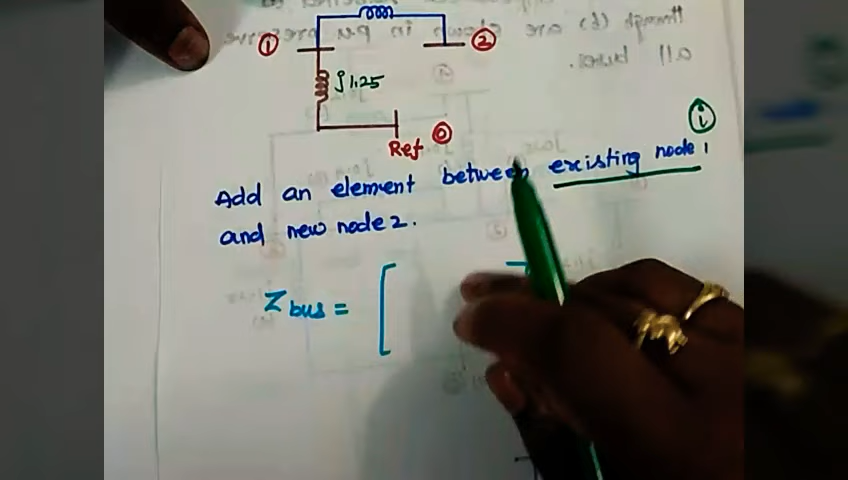 ① ②
j1.25
Ref ⓪
ⓘ
Add an element between existing node 1
and new node 2.
Z bus = [ ]